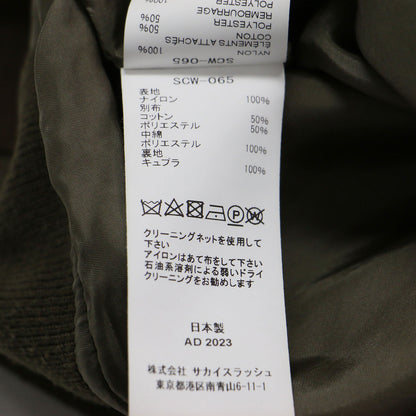 SCW-065
NYLON 100%
ÉLÉMENTS ATTACHÉS
COTTON 50%
POLYESTER 50%
REMBOURRAGE
POLYESTER
SCW-065
表地
ナイロン 100%
別布
コットン 50%
ポリエステル 50%
中綿
ポリエステル 100%
裏地
キュプラ 100%
クリーニングネットを使用して
下さい
アイロンはあて布をして下さい
石油系溶剤による弱いドライ
クリーニングをお勧めします
日本製
AD 2023
株式会社 サカイスラッシュ
東京都港区南青山6-11-1